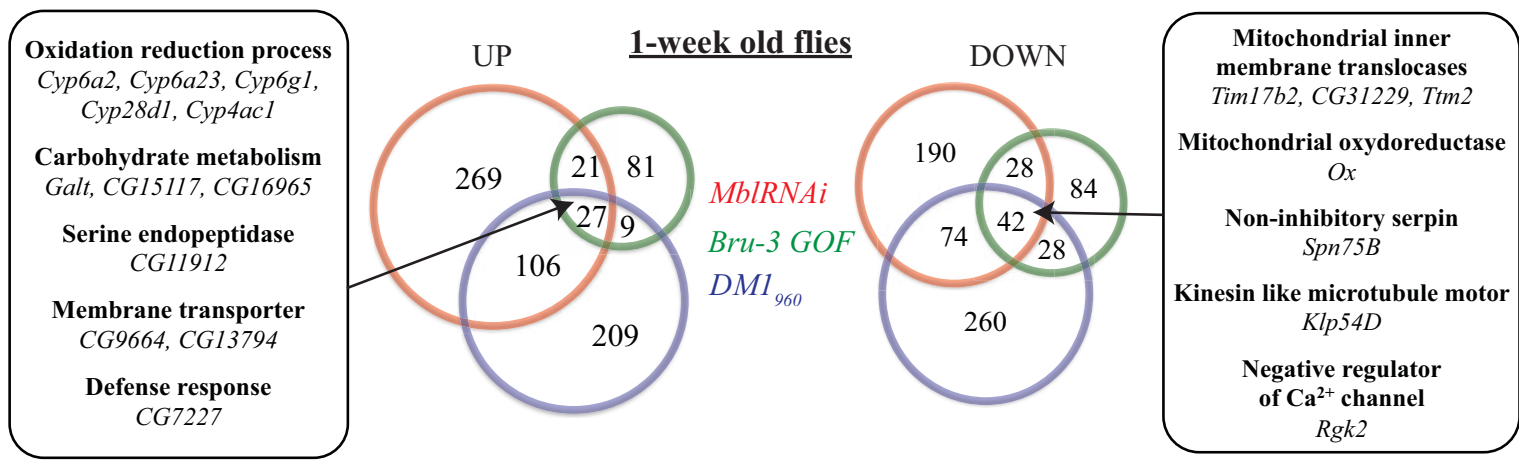 1-week old flies
Oxidation reduction process
Cyp6a2, Cyp6a23, Cyp6g1,
Cyp28d1, Cyp4ac1
Carbohydrate metabolism
Galt, CG15117, CG16965
Serine endopeptidase
CG11912
Membrane transporter
CG9664, CG13794
Defense response
CG7227
UP
269
21
81
27
9
106
209
MblRNAi
Bru-3 GOF
DM1960
DOWN
190
28
84
42
74
28
260
Mitochondrial inner
membrane translocases
Tim17b2, CG31229, Ttm2
Mitochondrial oxydoreductase
Ox
Non-inhibitory serpin
Spn75B
Kinesin like microtubule motor
Klp54D
Negative regulator
of Ca²⁺ channel
Rgk2